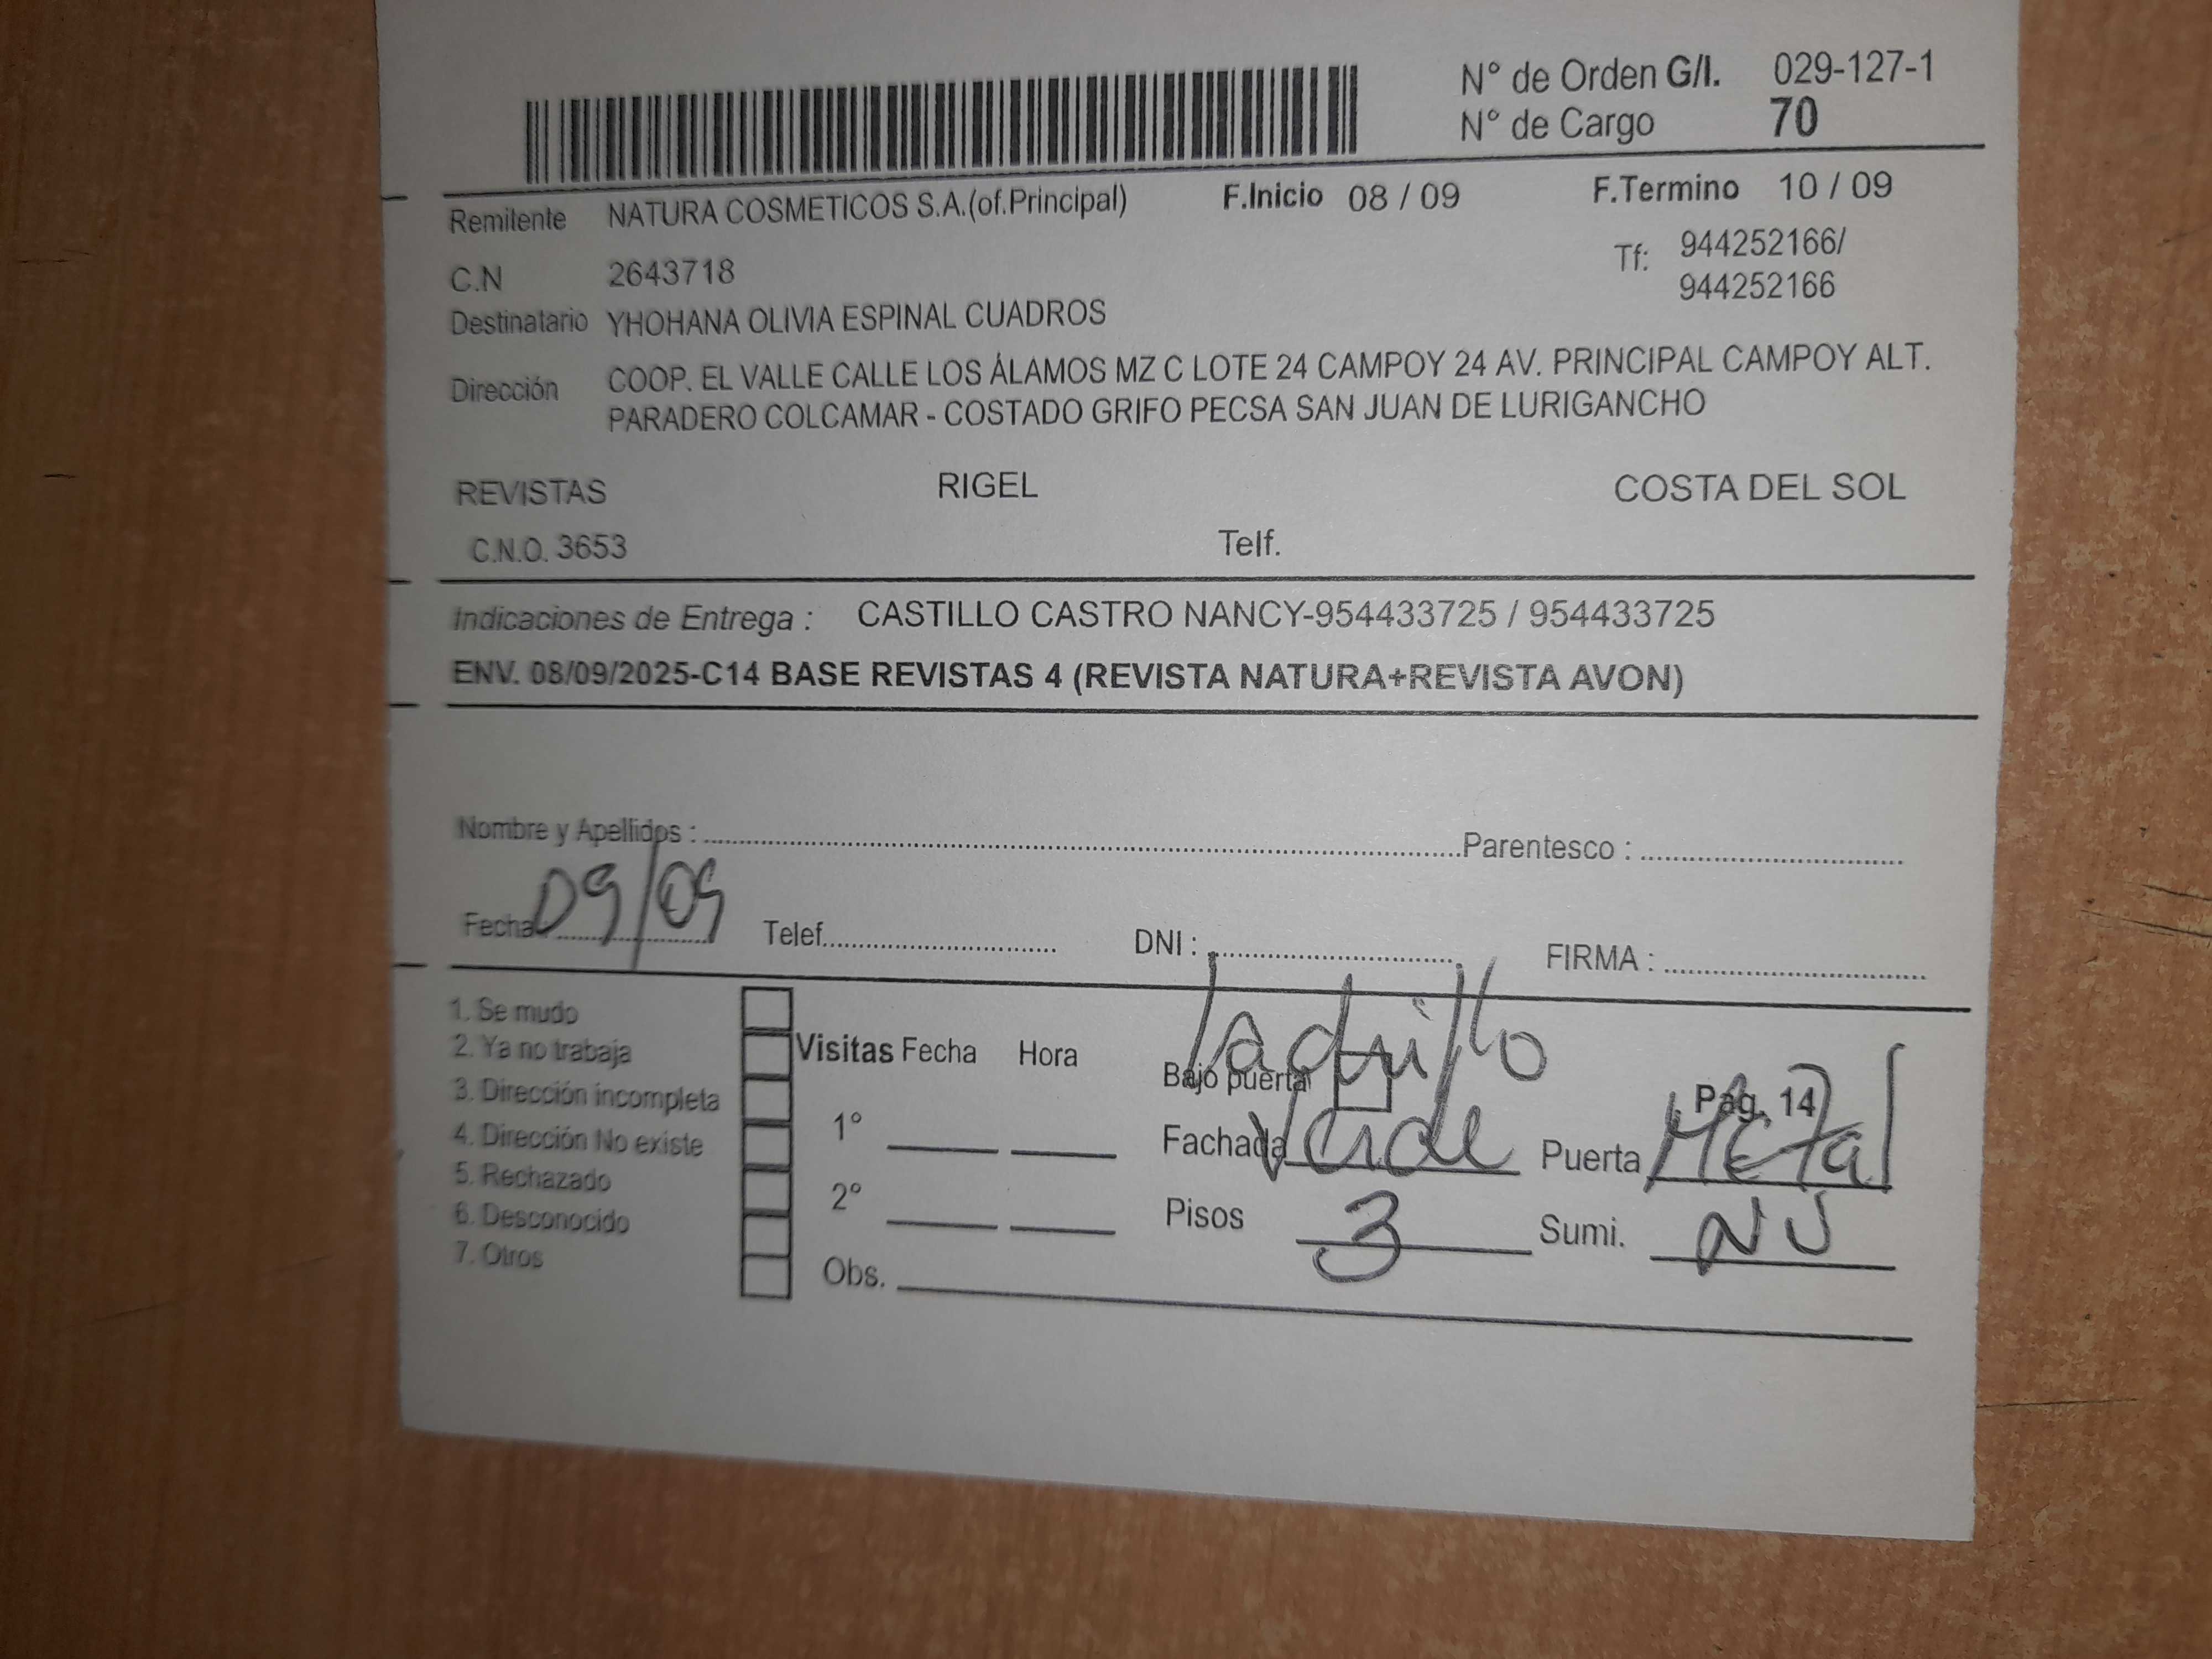 N° de Orden G/I. 029-127-1
N° de Cargo 70
Remitente NATURA COSMETICOS S.A.(of.Principal) F.Inicio 08 / 09 F.Termino 10 / 09
C.N 2643718 Tf: 944252166/
944252166
Destinatario YHOHANA OLIVIA ESPINAL CUADROS
Dirección COOP. EL VALLE CALLE LOS ÁLAMOS MZ C LOTE 24 CAMPOY 24 AV. PRINCIPAL CAMPOY ALT.
PARADERO COLCAMAR - COSTADO GRIFO PECSA SAN JUAN DE LURIGANCHO
REVISTAS RIGEL COSTA DEL SOL
C.N.O. 3653 Telf.
Indicaciones de Entrega : CASTILLO CASTRO NANCY-954433725 / 954433725
ENV. 08/09/2025-C14 BASE REVISTAS 4 (REVISTA NATURA+REVISTA AVON)
Nombre y Apellidos : Parentesco :
Fecha 09/09 Telef. DNI : FIRMA :
1. Se mudo
2. Ya no trabaja
3. Dirección incompleta
4. Dirección No existe
5. Rechazado
6. Desconocido
7. Otros
Visitas Fecha Hora
1°
2°
Obs.
ladrillo
Bajo puerta Pág. 14
Fachada Verde Puerta Metal
Pisos 3 Sumi.